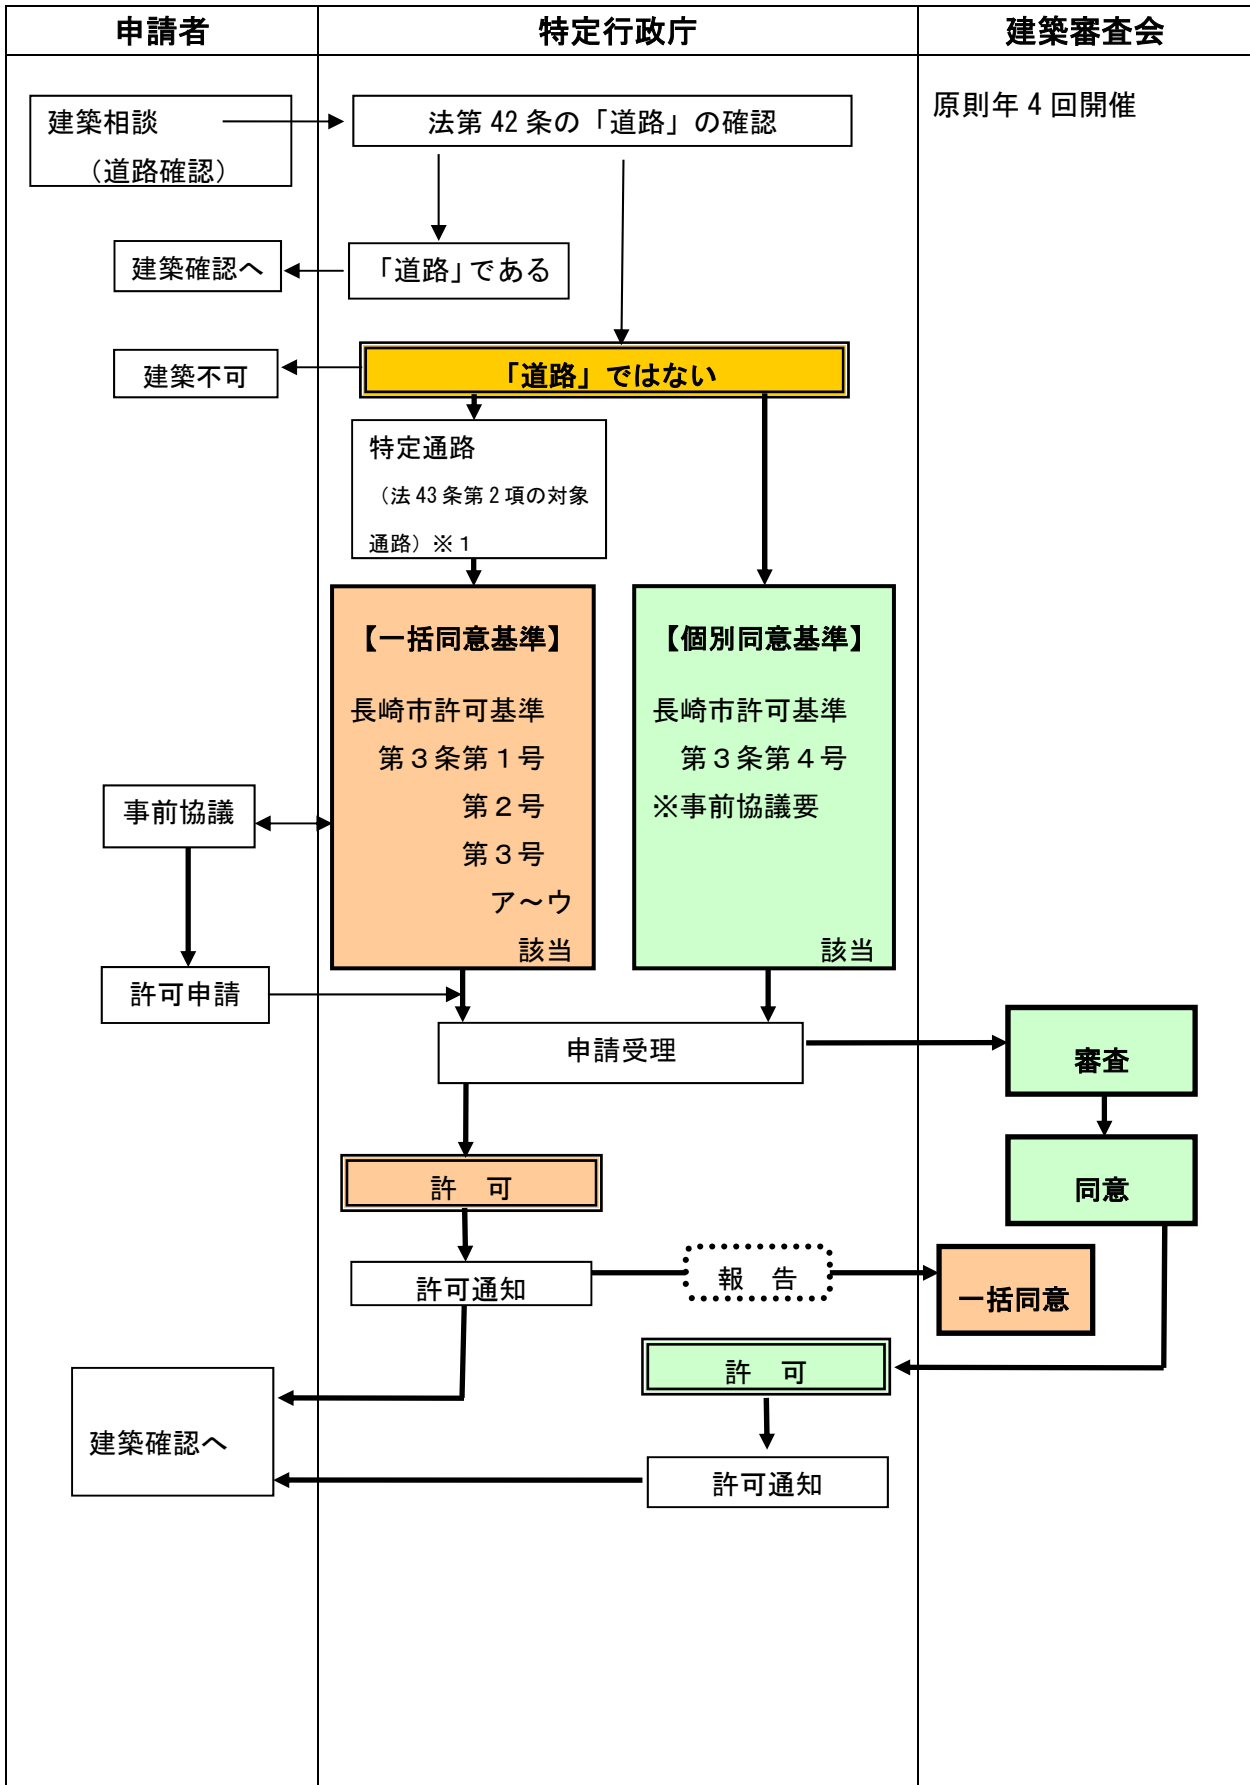 申請者
特定行政庁
建築審査会
原則年4回開催
建築相談
（道路確認）
法第42条の「道路」の確認
建築確認へ
「道路」である
建築不可
「道路」ではない
特定通路
（法43条第2項の対象
通路）※１
【一括同意基準】
長崎市許可基準
第３条第１号
第２号
第３号
ア～ウ
該当
【個別同意基準】
長崎市許可基準
第３条第４号
※事前協議要
該当
事前協議
許可申請
申請受理
審査
同意
許　可
許可通知
報　告
一括同意
許　可
建築確認へ
許可通知